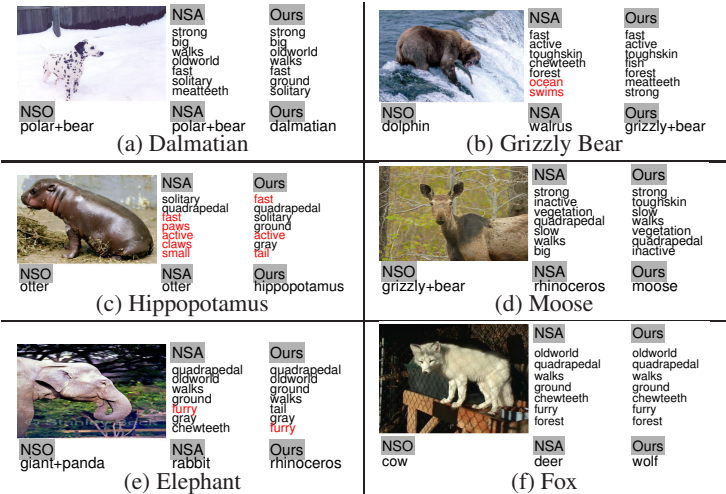 NSA Ours
strong strong
big big
walks walks
oldworld oldworld
fast fast
solitary ground
meatteeth solitary
NSO NSA Ours
polar+bear polar+bear dalmatian
(a) Dalmatian
NSA Ours
fast fast
active active
toughskin toughskin
chewteeth fish
forest forest
ocean meatteeth
swims strong
NSO NSA Ours
dolphin walrus grizzly+bear
(b) Grizzly Bear
NSA Ours
solitary fast
quadrapedal quadrapedal
fast solitary
paws ground
active active
claws gray
small tail
NSO NSA Ours
otter otter hippopotamus
(c) Hippopotamus
NSA Ours
strong strong
inactive toughskin
vegetation slow
quadrapedal walks
slow vegetation
walks quadrapedal
big inactive
NSO NSA Ours
grizzly+bear rhinoceros moose
(d) Moose
NSA Ours
quadrapedal quadrapedal
oldworld oldworld
walks ground
ground walks
furry tail
gray gray
chewteeth furry
NSO NSA Ours
giant+panda rabbit rhinoceros
(e) Elephant
NSA Ours
oldworld oldworld
quadrapedal quadrapedal
walks walks
ground ground
chewteeth chewteeth
furry furry
forest forest
NSO NSA Ours
cow deer wolf
(f) Fox